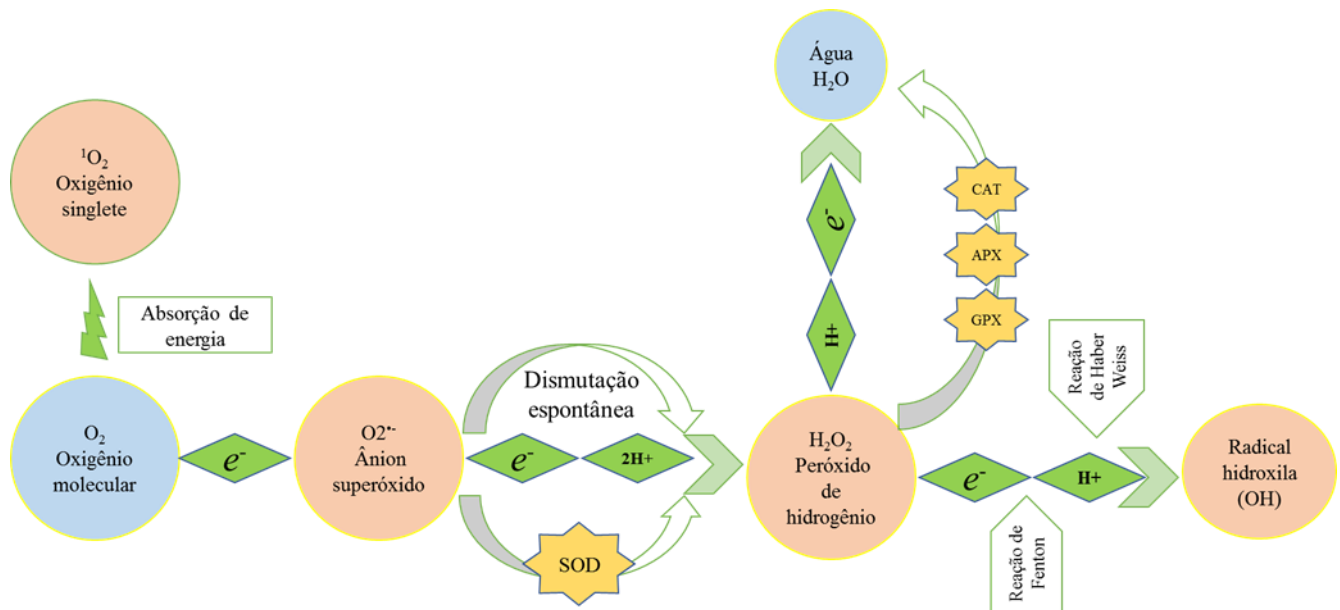 ¹O₂
Oxigênio
singlete
Absorção de
energia
O₂
Oxigênio
molecular
e⁻
O2•-
Ânion
superóxido
Dismutação
espontânea
e⁻
2H+
SOD
H₂O₂
Peróxido
de
hidrogênio
H+
e⁻
Água
H₂O
CAT
APX
GPX
e⁻
H+
Reação
de Haber
Weiss
Reação de
Fenton
Radical
hidroxila
(OH)